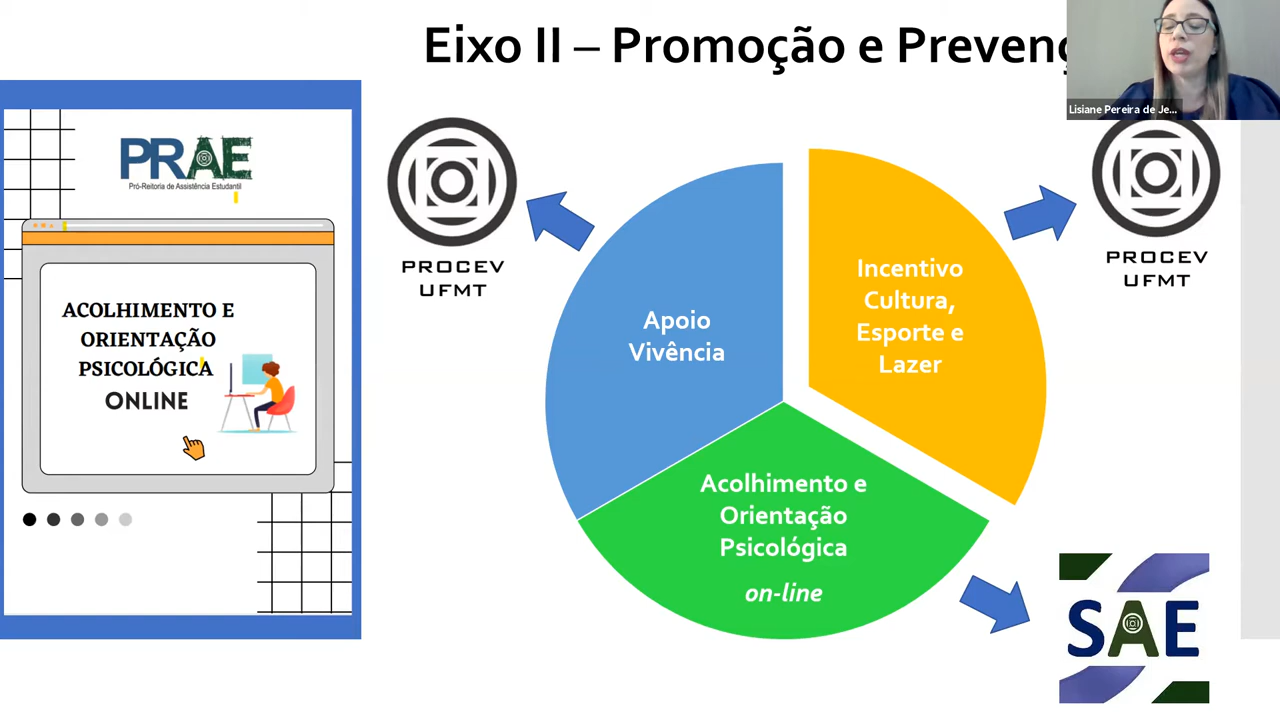 Eixo II – Promoção e Prevenç
Lisiane Pereira de Je...
PRAE
Pró-Reitoria de Assistência Estudantil
ACOLHIMENTO E
ORIENTAÇÃO
PSICOLÓGICA
ONLINE
PROCEV
UFMT
Apoio
Vivência
Incentivo
Cultura,
Esporte e
Lazer
PROCEV
UFMT
Acolhimento e
Orientação
Psicológica
on-line
SAE